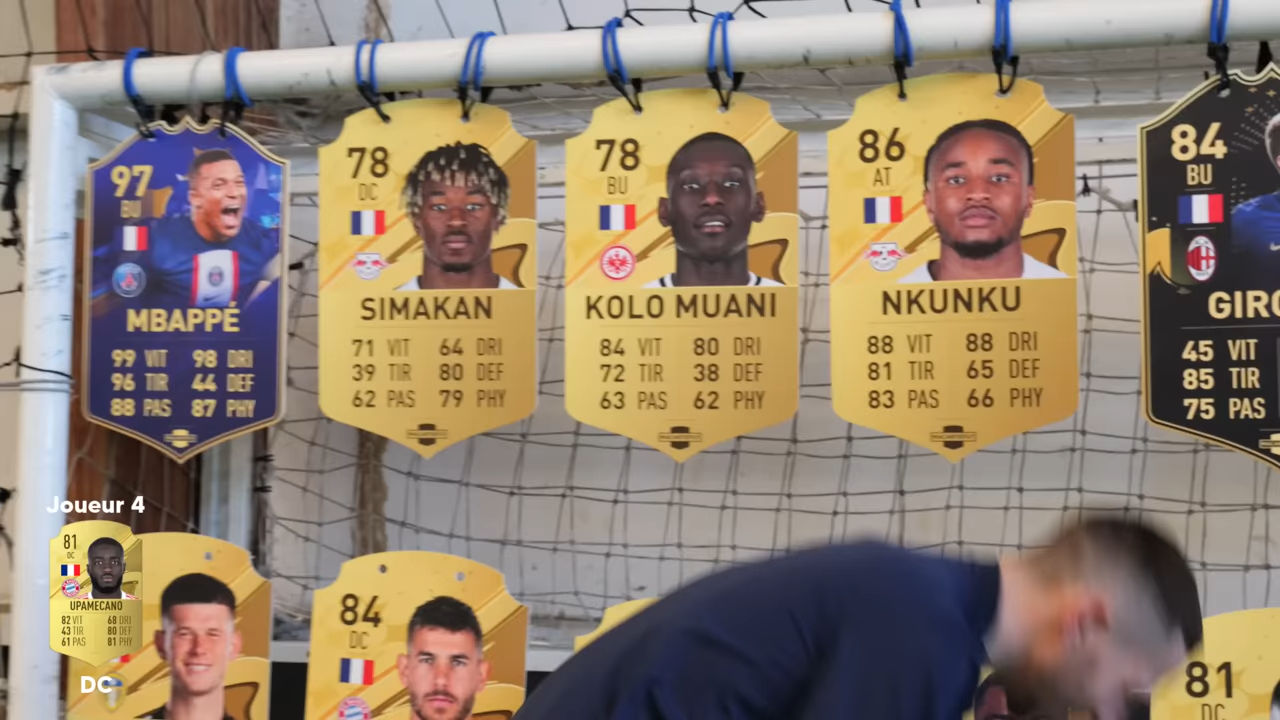 97
BU
MBAPPÉ
99 VIT 98 DRI
96 TIR 44 DEF
88 PAS 87 PHY
78
DC
SIMAKAN
71 VIT 64 DRI
39 TIR 80 DEF
62 PAS 79 PHY
78
BU
KOLO MUANI
84 VIT 80 DRI
72 TIR 38 DEF
63 PAS 62 PHY
86
AT
NKUNKU
88 VIT 88 DRI
81 TIR 65 DEF
83 PAS 66 PHY
84
BU
GIRO
45 VIT
85 TIR
75 PAS
Joueur 4
81
DC
UPAMECANO
82 VIT 68 DRI
43 TIR 80 DEF
61 PAS 81 PHY
DC
84
DC
81
DC